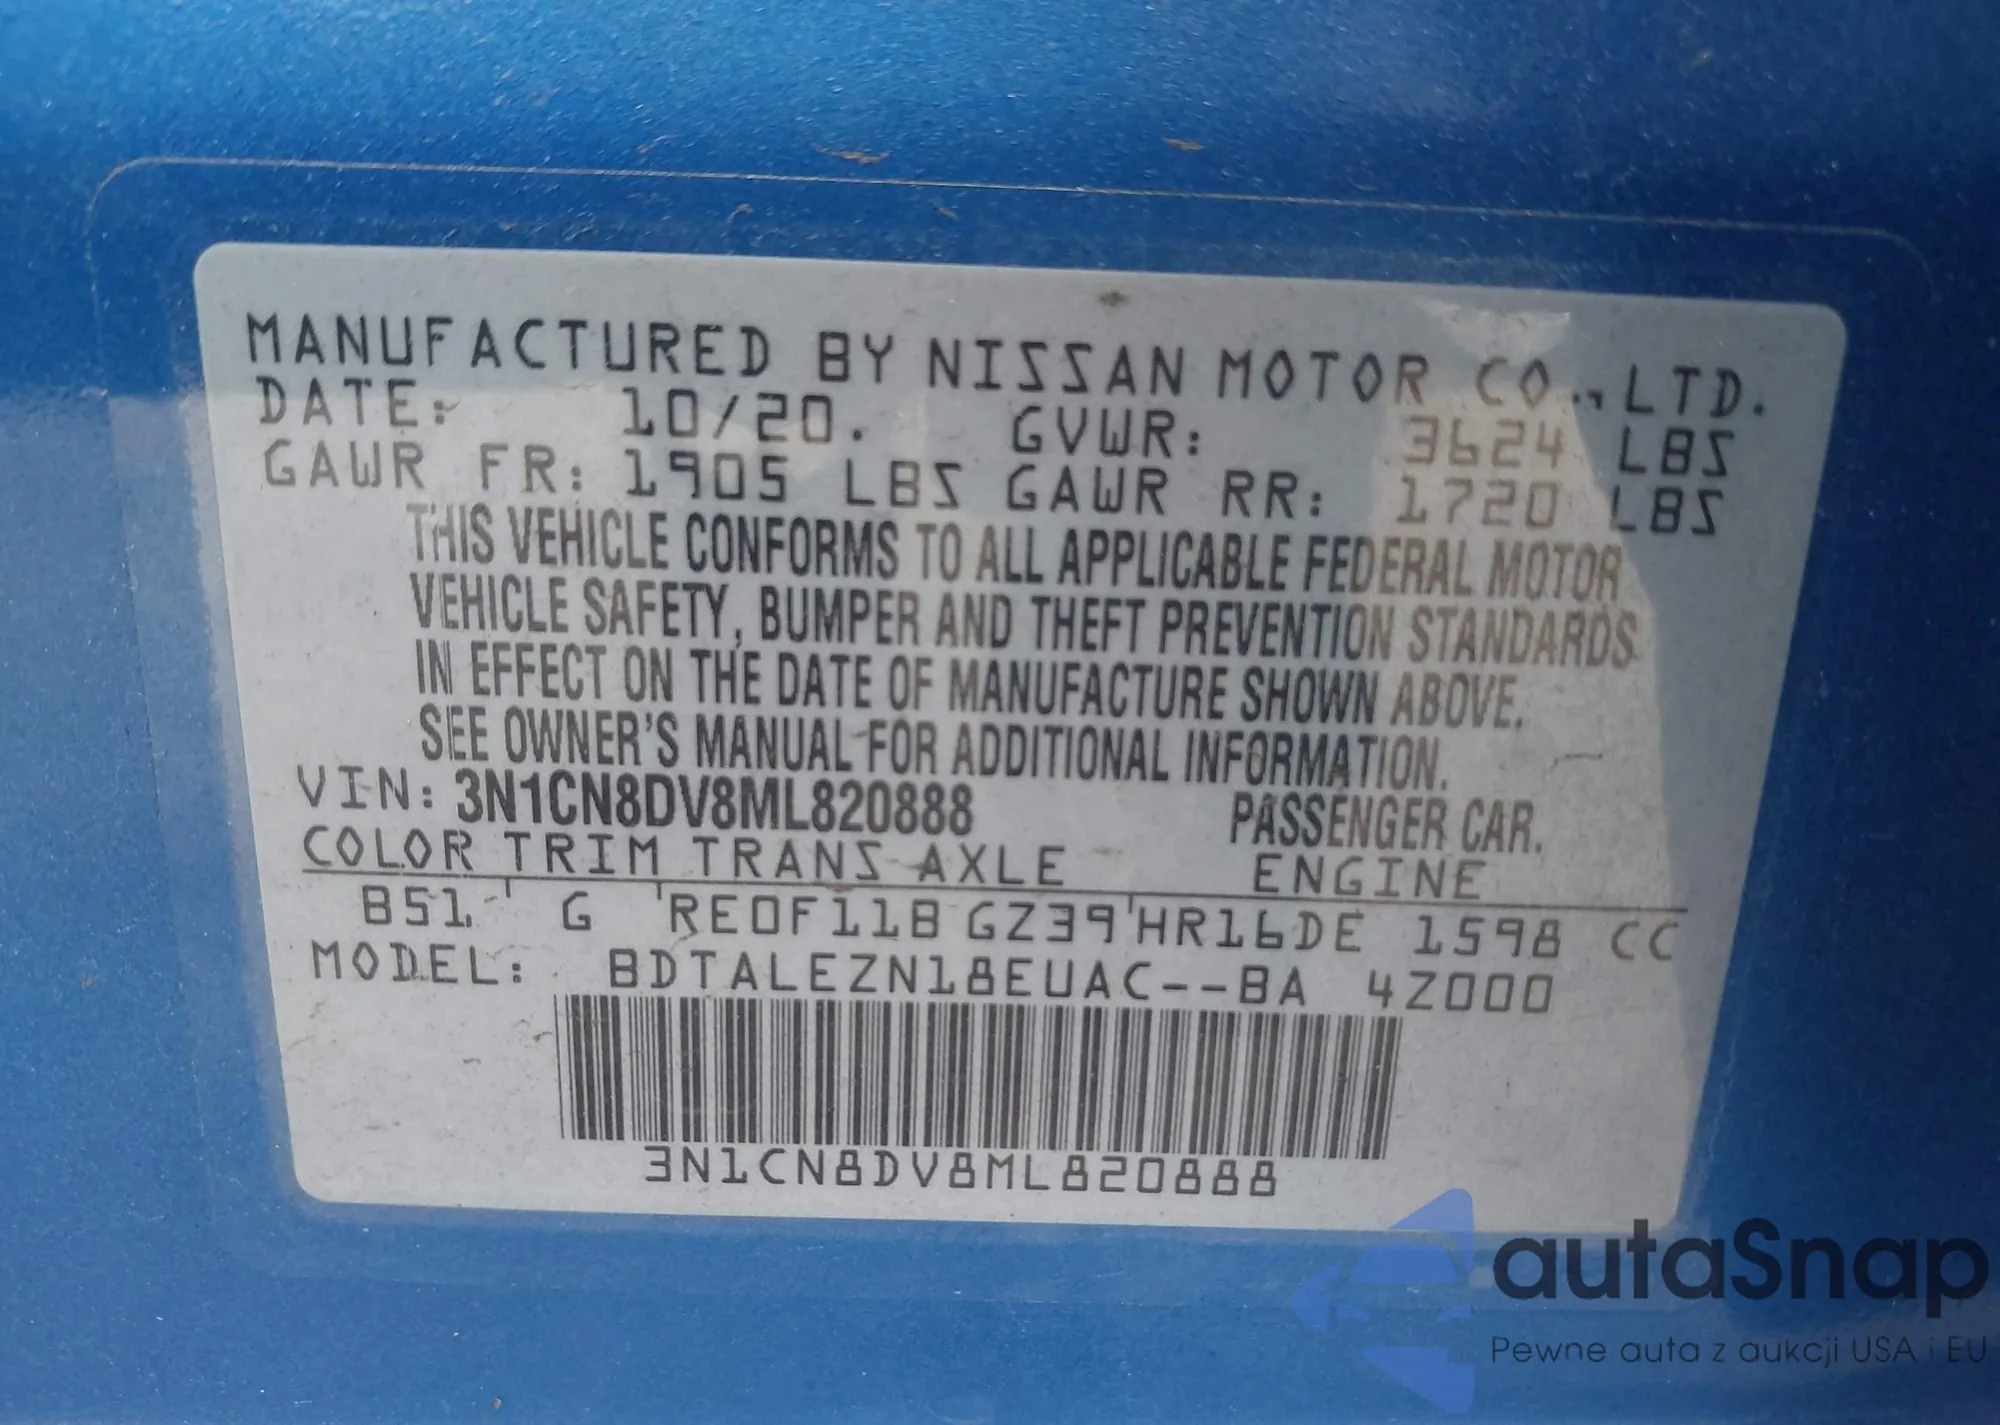 MANUFACTURED BY NISSAN MOTOR CO., LTD.
DATE: 10/20. GVWR: 3624 LBS
GAWR FR: 1905 LBS GAWR RR: 1720 LBS
THIS VEHICLE CONFORMS TO ALL APPLICABLE FEDERAL MOTOR
VEHICLE SAFETY, BUMPER AND THEFT PREVENTION STANDARDS
IN EFFECT ON THE DATE OF MANUFACTURE SHOWN ABOVE.
SEE OWNER'S MANUAL FOR ADDITIONAL INFORMATION.
VIN: 3N1CN8DV8ML820888 PASSENGER CAR.
COLOR TRIM TRANS AXLE ENGINE
B51 G RE0F11B GZ39 HR16DE 1598 CC
MODEL: BDTALEZN18EUAC--BA 4Z000
3N1CN8DV8ML820888
autaSnap
Pewne auta z aukcji USA i EU